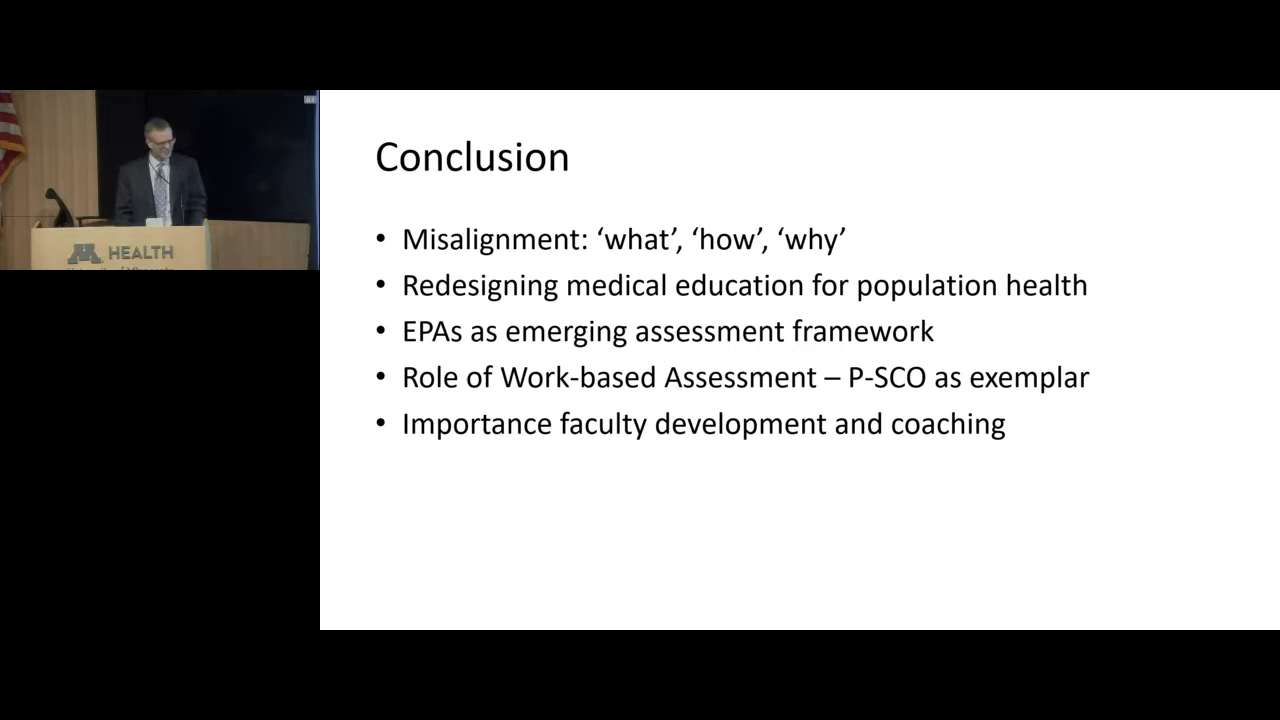 HEALTH
Conclusion
• Misalignment: ‘what’, ‘how’, ‘why’
• Redesigning medical education for population health
• EPAs as emerging assessment framework
• Role of Work-based Assessment – P-SCO as exemplar
• Importance faculty development and coaching